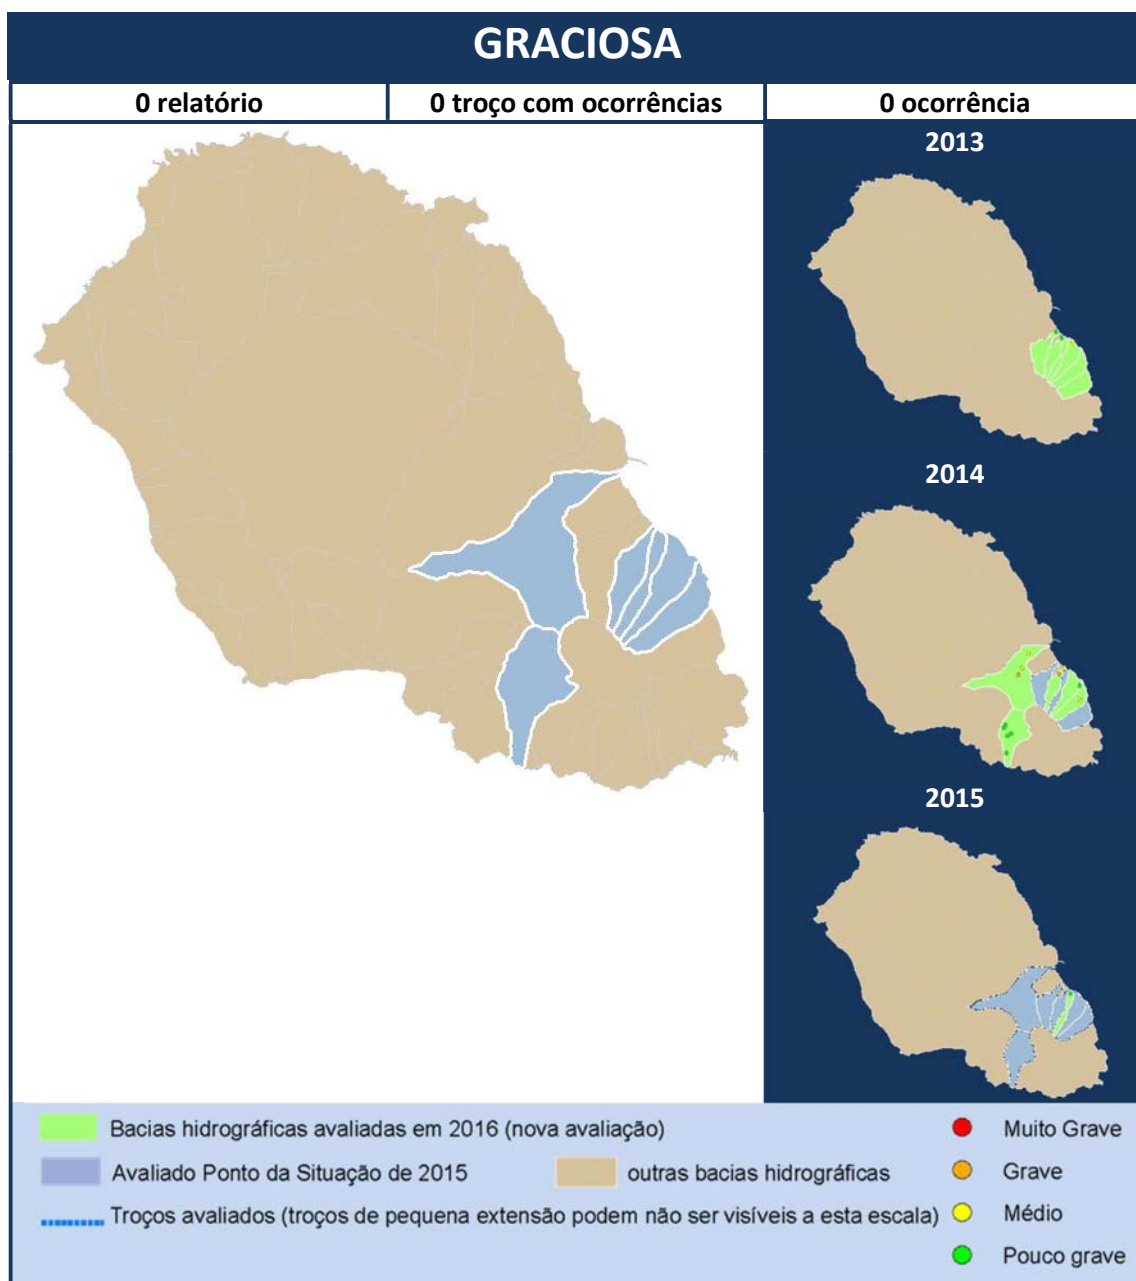 GRACIOSA
0 relatório
0 troço com ocorrências
0 ocorrência
2013
2014
2015
Bacias hidrográficas avaliadas em 2016 (nova avaliação)
Avaliado Ponto da Situação de 2015
outras bacias hidrográficas
Troços avaliados (troços de pequena extensão podem não ser visíveis a esta escala)
Muito Grave
Grave
Médio
Pouco grave